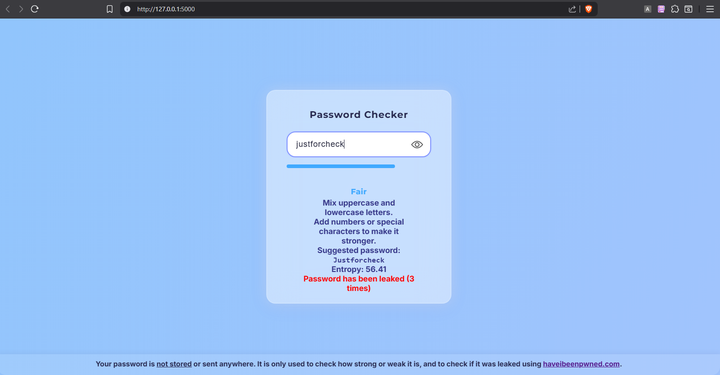 http://127.0.0.1:5000
Password Checker
justforcheck
Fair
Mix uppercase and
lowercase letters.
Add numbers or special
characters to make it
stronger.
Suggested password:
Justforcheck
Entropy: 56.41
Password has been leaked (3
times)
Your password is not stored or sent anywhere. It is only used to check how strong or weak it is, and to check if it was leaked using haveibeenpwned.com.